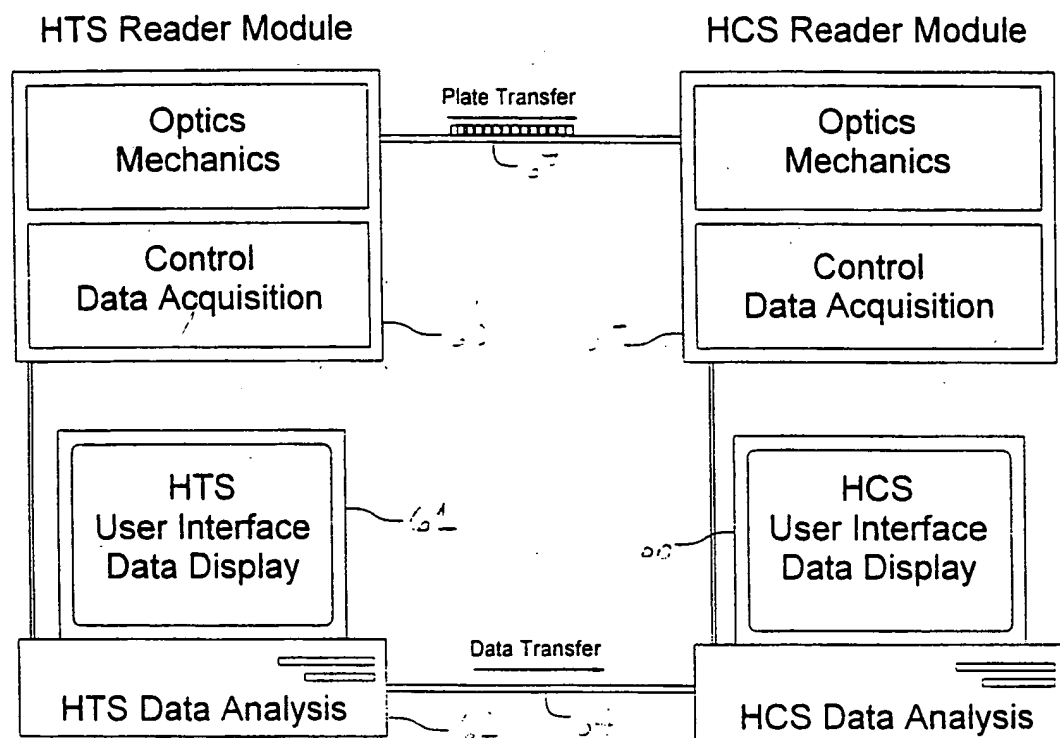 HTS Reader Module
HCS Reader Module
Optics
Mechanics
Plate Transfer
Optics
Mechanics
Control
Data Acquisition
Control
Data Acquisition
HTS
User Interface
Data Display
HCS
User Interface
Data Display
Data Transfer
HTS Data Analysis
HCS Data Analysis